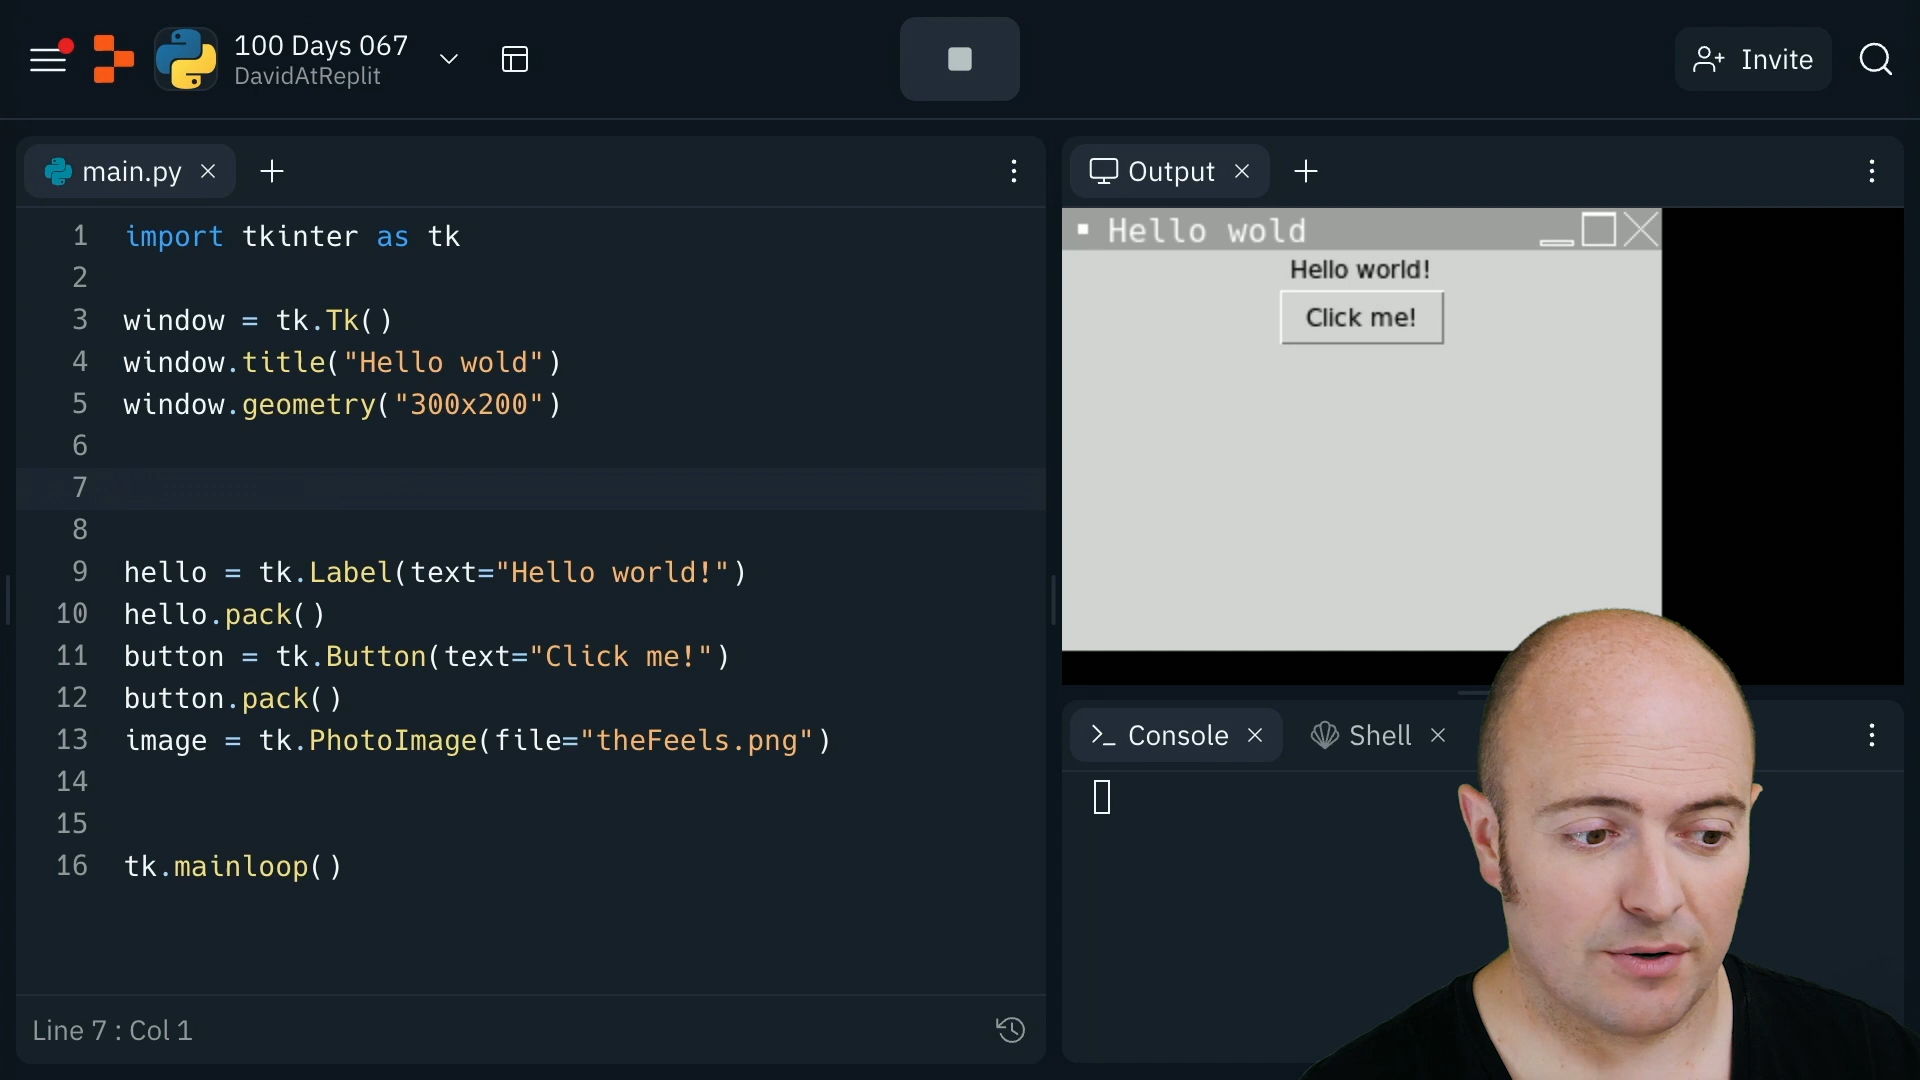 100 Days 067
DavidAtReplit
Invite
main.py
1 import tkinter as tk
2
3 window = tk.Tk()
4 window.title("Hello wold")
5 window.geometry("300x200")
6
7
8
9 hello = tk.Label(text="Hello world!")
10 hello.pack()
11 button = tk.Button(text="Click me!")
12 button.pack()
13 image = tk.PhotoImage(file="theFeels.png")
14
15
16 tk.mainloop()
Line 7 : Col 1
Output
Hello wold
Hello world!
Click me!
Console
Shell